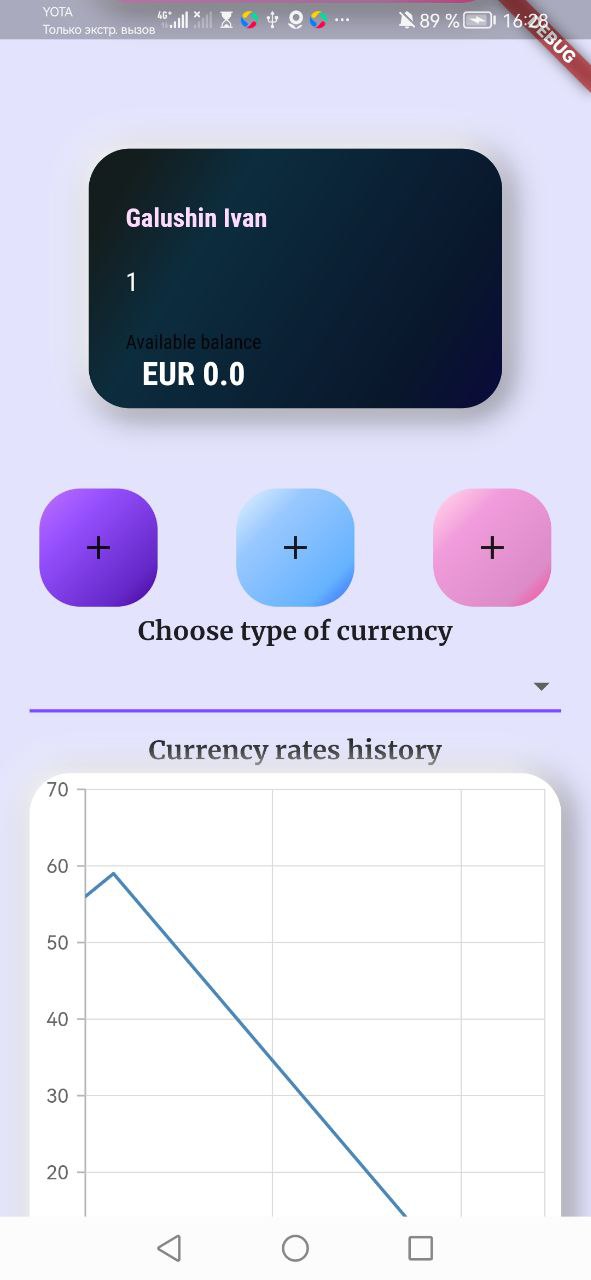 YOTA
Только экстр. вызов
4G+
89 %
16:28
DEBUG
Galushin Ivan
1
Available balance
EUR 0.0
+
+
+
Choose type of currency
Currency rates history
70
60
50
40
30
20